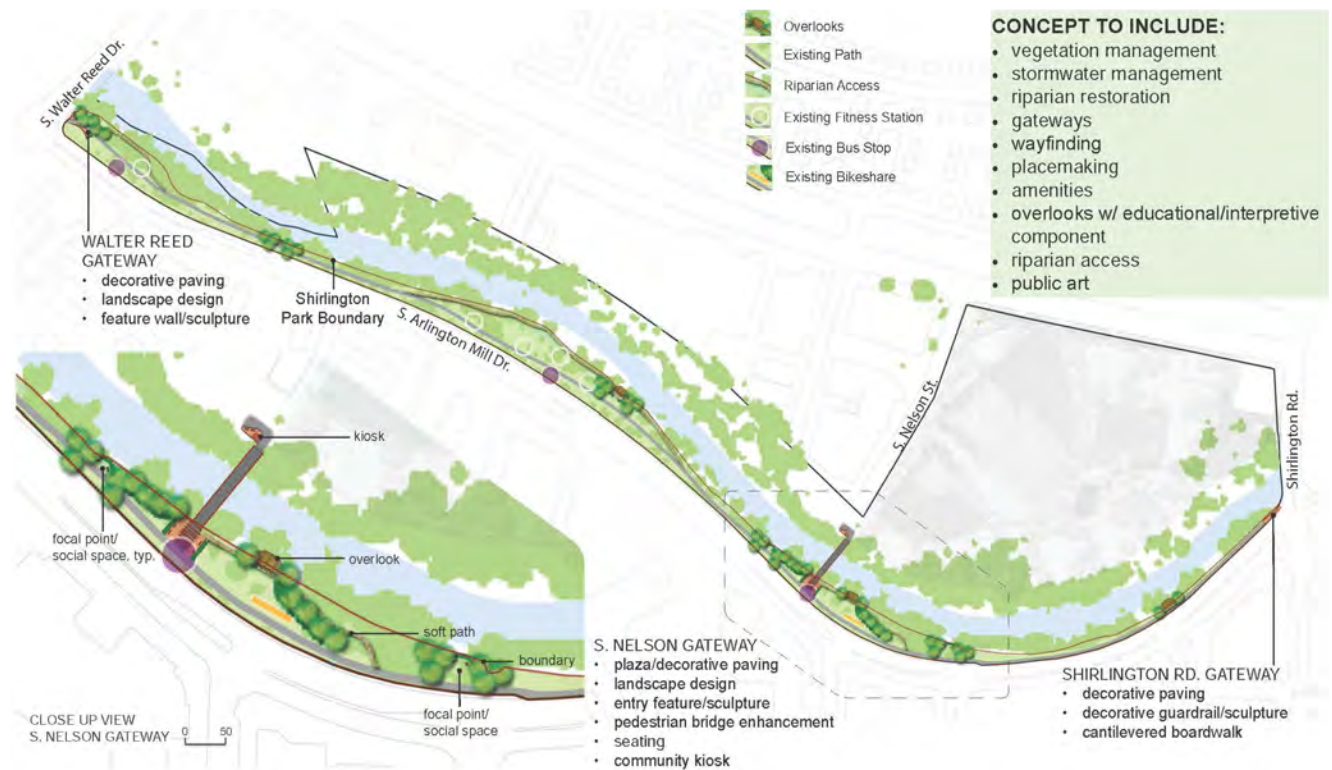 S. Walter Reed Dr.
Overlooks
Existing Path
Riparian Access
Existing Fitness Station
Existing Bus Stop
Existing Bikeshare
CONCEPT TO INCLUDE:
• vegetation management
• stormwater management
• riparian restoration
• gateways
• wayfinding
• placemaking
• amenities
• overlooks w/ educational/interpretive
component
• riparian access
• public art
WALTER REED
GATEWAY
• decorative paving
• landscape design
• feature wall/sculpture
Shirlington
Park Boundary
S. Arlington Mill Dr.
S. Nelson St.
Shirlington Rd.
kiosk
focal point/
social space, typ.
overlook
soft path
boundary
focal point/
social space
CLOSE UP VIEW
S. NELSON GATEWAY
0 50
S. NELSON GATEWAY
• plaza/decorative paving
• landscape design
• entry feature/sculpture
• pedestrian bridge enhancement
• seating
• community kiosk
SHIRLINGTON RD. GATEWAY
• decorative paving
• decorative guardrail/sculpture
• cantilevered boardwalk